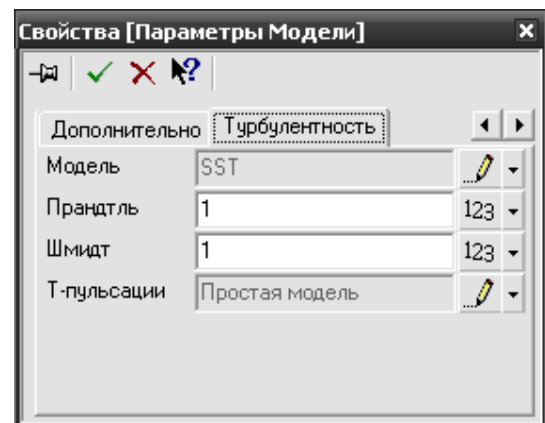 Свойства [Параметры Модели]
Дополнительно Турбулентность
Модель SST
Прандтль 1 123
Шмидт 1 123
Т-пульсации Простая модель